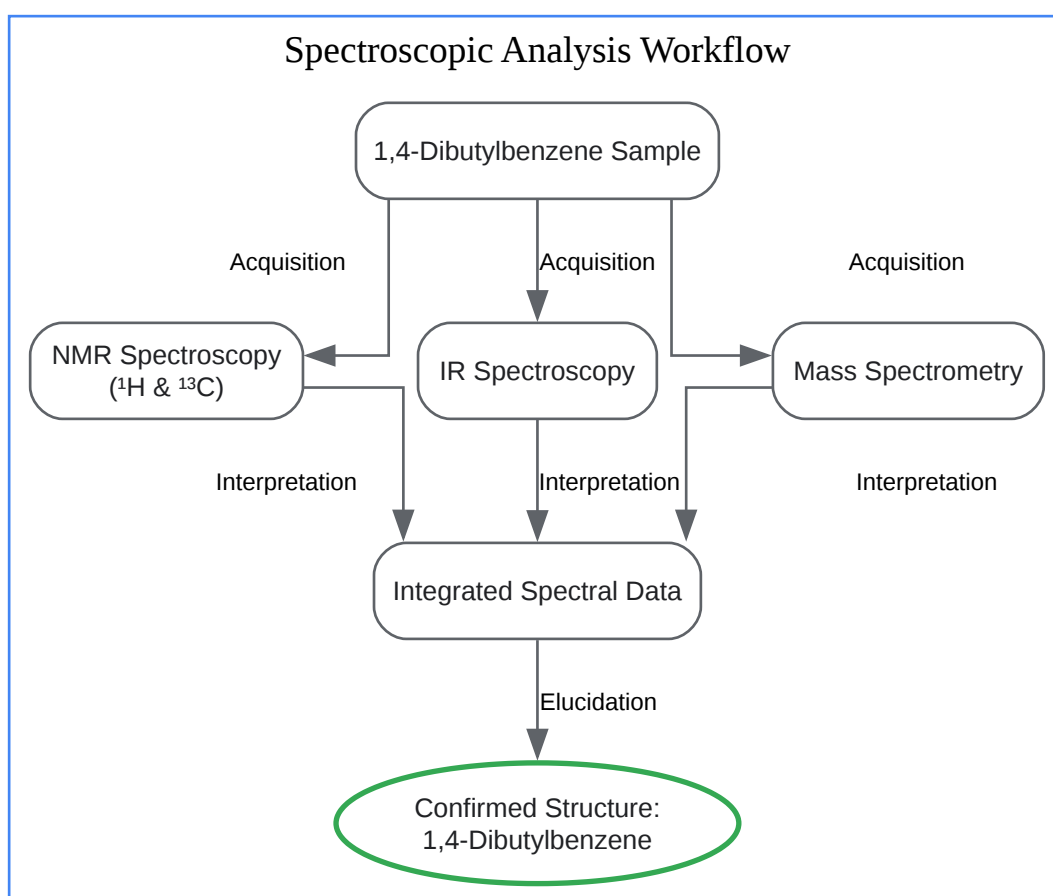 Spectroscopic Analysis Workflow
1,4-Dibutylbenzene Sample
Acquisition
Acquisition
Acquisition
NMR Spectroscopy
(¹H & ¹³C)
IR Spectroscopy
Mass Spectrometry
Interpretation
Interpretation
Interpretation
Integrated Spectral Data
Elucidation
Confirmed Structure:
1,4-Dibutylbenzene